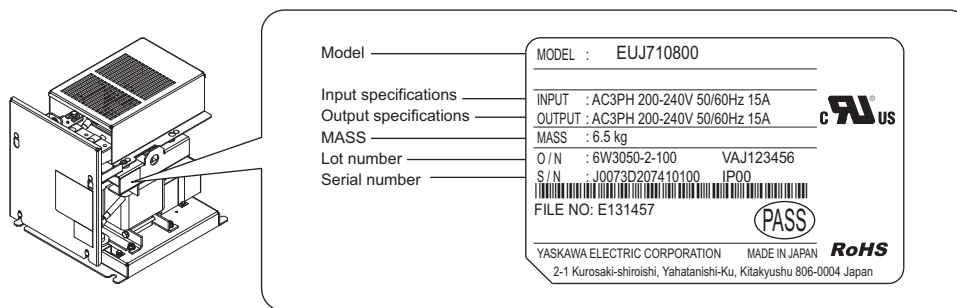 Model
Input specifications
Output specifications
MASS
Lot number
Serial number
MODEL : EUJ710800
INPUT : AC3PH 200-240V 50/60Hz 15A
OUTPUT : AC3PH 200-240V 50/60Hz 15A
MASS : 6.5 kg
O / N : 6W3050-2-100 VAJ123456
S / N : J0073D207410100 IP00
FILE NO: E131457
PASS
YASKAWA ELECTRIC CORPORATION MADE IN JAPAN RoHS
2-1 Kurosaki-shiroishi, Yahatanishi-Ku, Kitakyushu 806-0004 Japan
c RU ® US